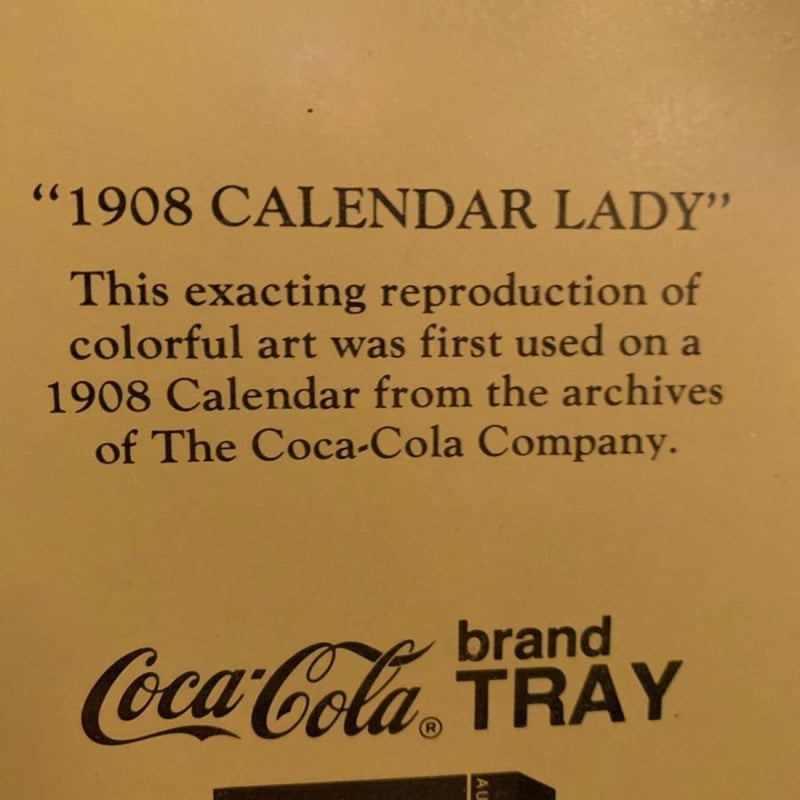 “1908 CALENDAR LADY”
This exacting reproduction of
colorful art was first used on a
1908 Calendar from the archives
of The Coca-Cola Company.
Coca-Cola® brand
TRAY